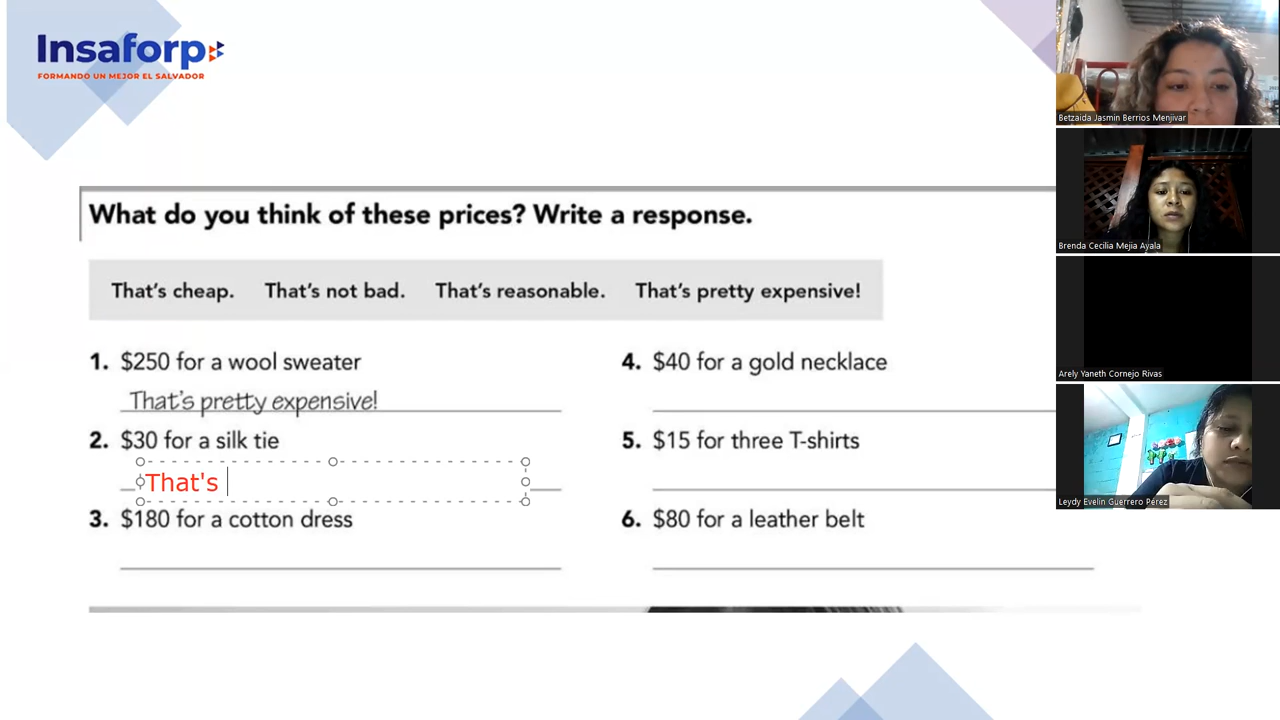 Insaforp
FORMANDO UN MEJOR EL SALVADOR
What do you think of these prices? Write a response.
That's cheap. That's not bad. That's reasonable. That's pretty expensive!
1. $250 for a wool sweater
That's pretty expensive!
2. $30 for a silk tie
That's
3. $180 for a cotton dress
4. $40 for a gold necklace
5. $15 for three T-shirts
6. $80 for a leather belt
Betzaida Jasmin Berrios Menjivar
Brenda Cecilia Mejia Ayala
Arely Yaneth Cornejo Rivas
Leydy Evelin Guerrero Pérez